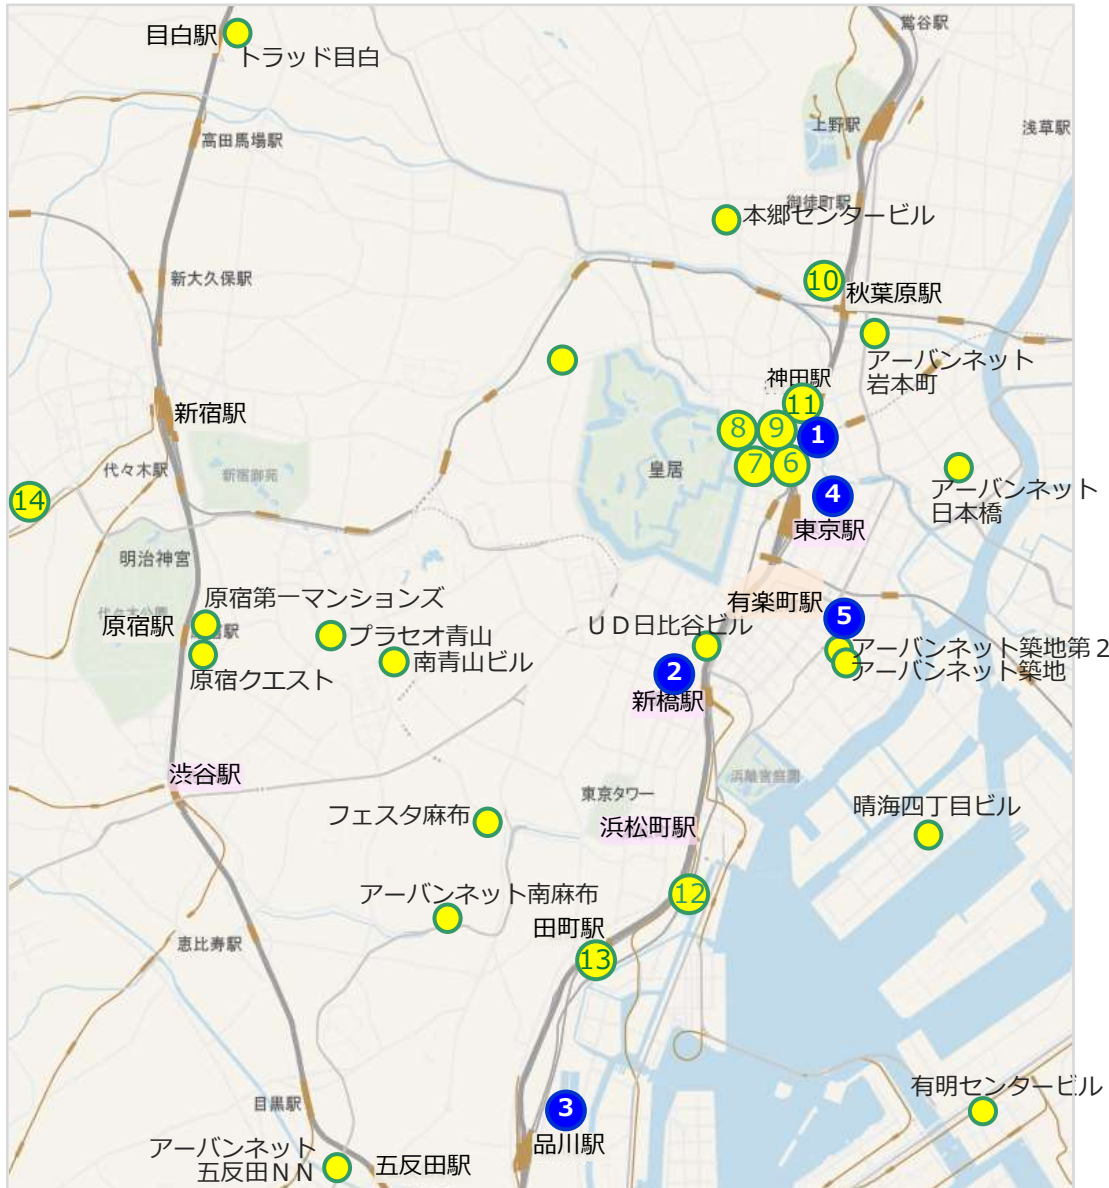 目白駅
トラッド目白
鶯谷駅
高田馬場駅
上野駅
浅草駅
御徒町駅
本郷センタービル
新大久保駅
10
秋葉原駅
アーバンネット
岩本町
神田駅
11
新宿駅
8
9
1
代々木駅
新宿御苑
皇居
7
6
14
4
アーバンネット
日本橋
東京駅
明治神宮
原宿第一マンションズ
代々木公園
原宿駅
プラセオ青山
南青山ビル
原宿クエスト
有楽町駅
5
UD日比谷ビル
アーバンネット築地第2
アーバンネット築地
2
新橋駅
渋谷駅
浜離宮庭園
東京タワー
フェスタ麻布
浜松町駅
晴海四丁目ビル
アーバンネット南麻布
12
田町駅
恵比寿駅
13
有明センタービル
目黒駅
3
品川駅
アーバンネット
五反田NN
五反田駅